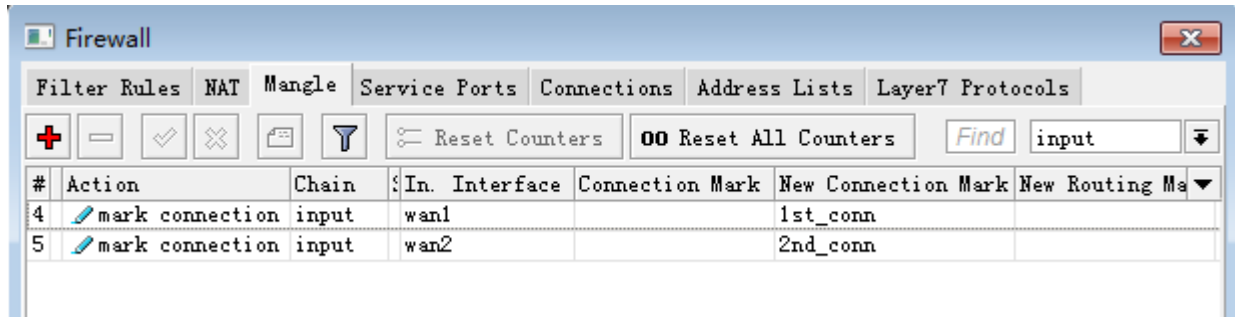 Firewall
Filter Rules NAT Mangle Service Ports Connections Address Lists Layer7 Protocols
Reset Counters 00 Reset All Counters Find input
# Action Chain In. Interface Connection Mark New Connection Mark New Routing Ma
4 mark connection input wan1 1st_conn
5 mark connection input wan2 2nd_conn